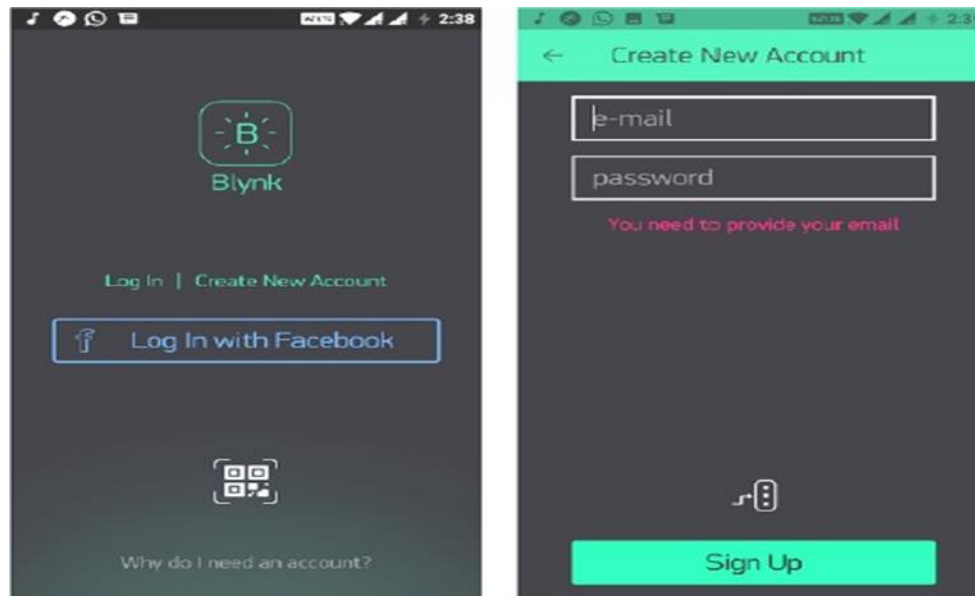 2:38
B
Blynk
Log In | Create New Account
f Log In with Facebook
Why do I need an account?
Create New Account
e-mail
password
You need to provide your email
Sign Up